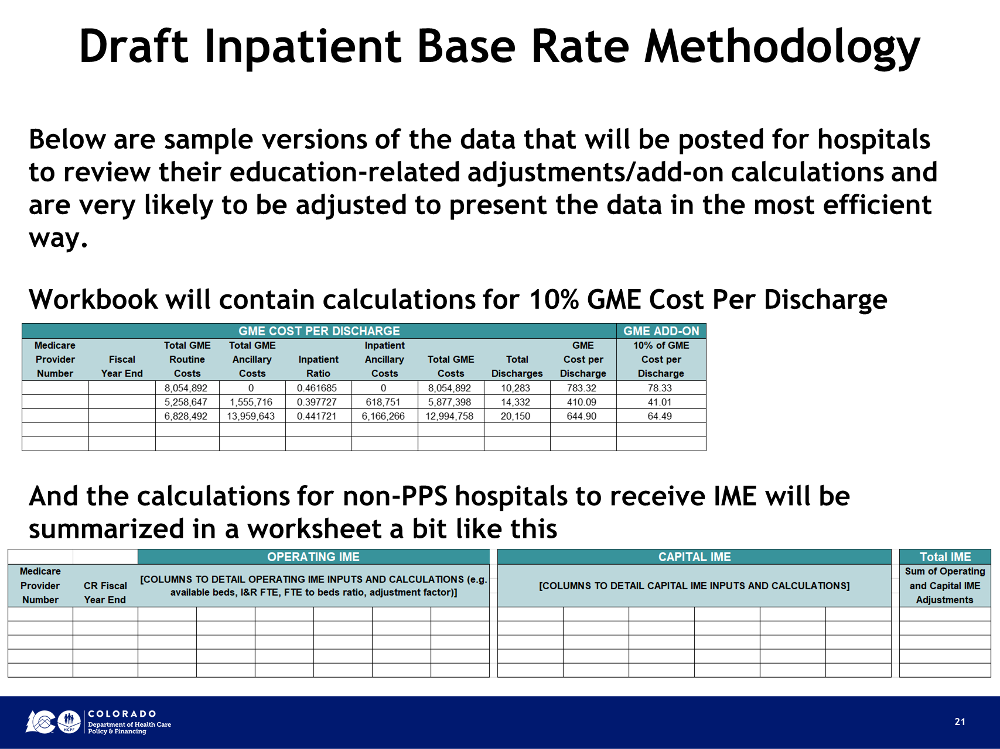 Draft Inpatient Base Rate Methodology
Below are sample versions of the data that will be posted for hospitals
to review their education-related adjustments/add-on calculations and
are very likely to be adjusted to present the data in the most efficient
way.
Workbook will contain calculations for 10% GME Cost Per Discharge
GME COST PER DISCHARGE GME ADD-ON
Medicare Provider Number Fiscal Year End Total GME Routine Costs Total GME Ancillary Costs Inpatient Ratio Inpatient Ancillary Costs Total GME Costs Total Discharges GME Cost per Discharge 10% of GME Cost per Discharge
8,054,892 0 0.461685 0 8,054,892 10,283 783.32 78.33
5,258,647 1,555,716 0.397727 618,751 5,877,398 14,332 410.09 41.01
6,828,492 13,959,643 0.441721 6,166,266 12,994,758 20,150 644.90 64.49
And the calculations for non-PPS hospitals to receive IME will be
summarized in a worksheet a bit like this
OPERATING IME CAPITAL IME Total IME
Medicare Provider Number CR Fiscal Year End [COLUMNS TO DETAIL OPERATING IME INPUTS AND CALCULATIONS (e.g. available beds, I&R FTE, FTE to beds ratio, adjustment factor)] [COLUMNS TO DETAIL CAPITAL IME INPUTS AND CALCULATIONS] Sum of Operating and Capital IME Adjustments
HCPF
COLORADO
Department of Health Care
Policy & Financing
21